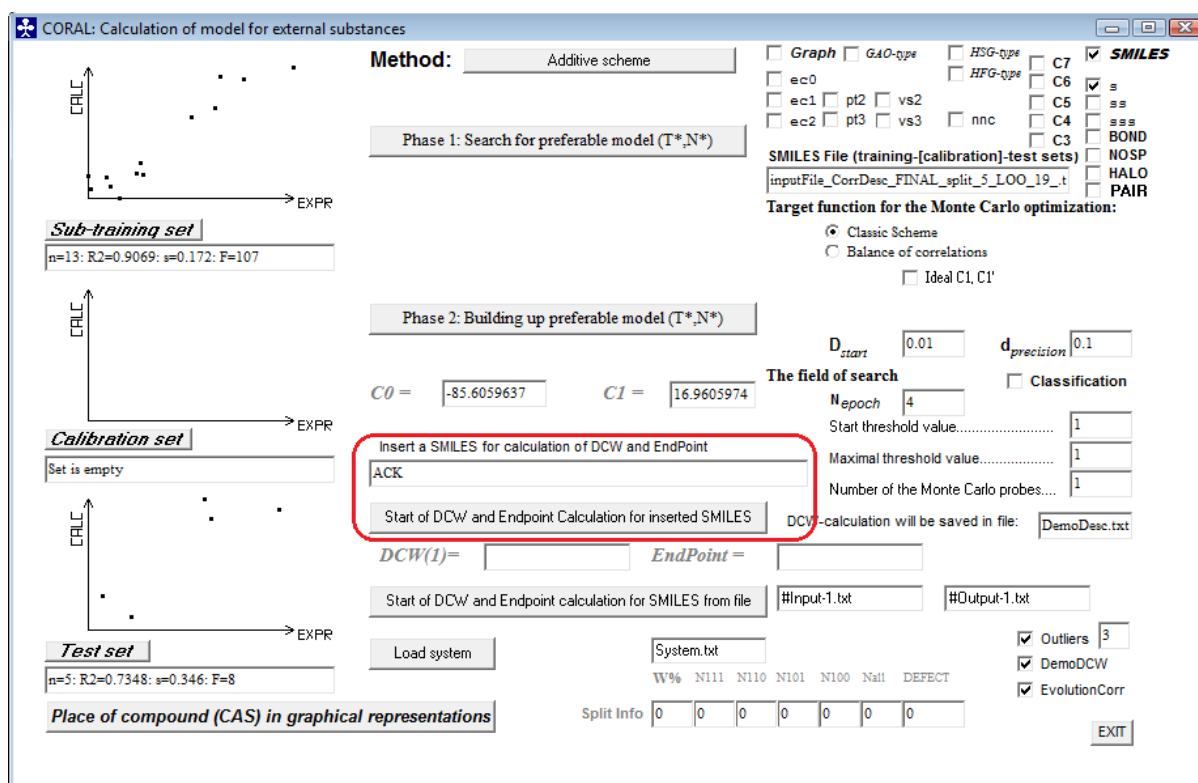 CORAL: Calculation of model for external substances
CALC
EXPR
Sub-training set
n=13: R2=0.9069: s=0.172: F=107
CALC
EXPR
Calibration set
Set is empty
CALC
EXPR
Test set
n=5: R2=0.7348: s=0.346: F=8
Place of compound (CAS) in graphical representations
Method: Additive scheme
Phase 1: Search for preferable model (T*,N*)
Phase 2: Building up preferable model (T*,N*)
C0 = -85.6059637 C1 = 16.9605974
Insert a SMILES for calculation of DCW and EndPoint
ACK
Start of DCW and Endpoint Calculation for inserted SMILES
DCW(1)= EndPoint =
Start of DCW and Endpoint calculation for SMILES from file #Input-1.txt #Output-1.txt
Load system System.txt
W% N111 N110 N101 N100 Nall DEFECT
Split Info 0 0 0 0 0 0 0
Graph GAO-type HSG-type C7 SMILES
ec0 HFG-type C6 s
ec1 pt2 vs2 C5 ss
ec2 pt3 vs3 nnc C4 sss
C3 BOND
SMILES File (training-[calibration]-test sets) NOSP
inputFile_CorrDesc_FINAL_split_5_LOO_19_.t HALO
PAIR
Target function for the Monte Carlo optimization:
Classic Scheme
Balance of correlations
Ideal C1, C1'
Dstart 0.01 dprecision 0.1
The field of search Classification
Nepoch 4
Start threshold value.......................... 1
Maximal threshold value................... 1
Number of the Monte Carlo probes.... 1
DCW-calculation will be saved in file: DemoDesc.txt
Outliers 3
DemoDCW
EvolutionCorr
EXIT